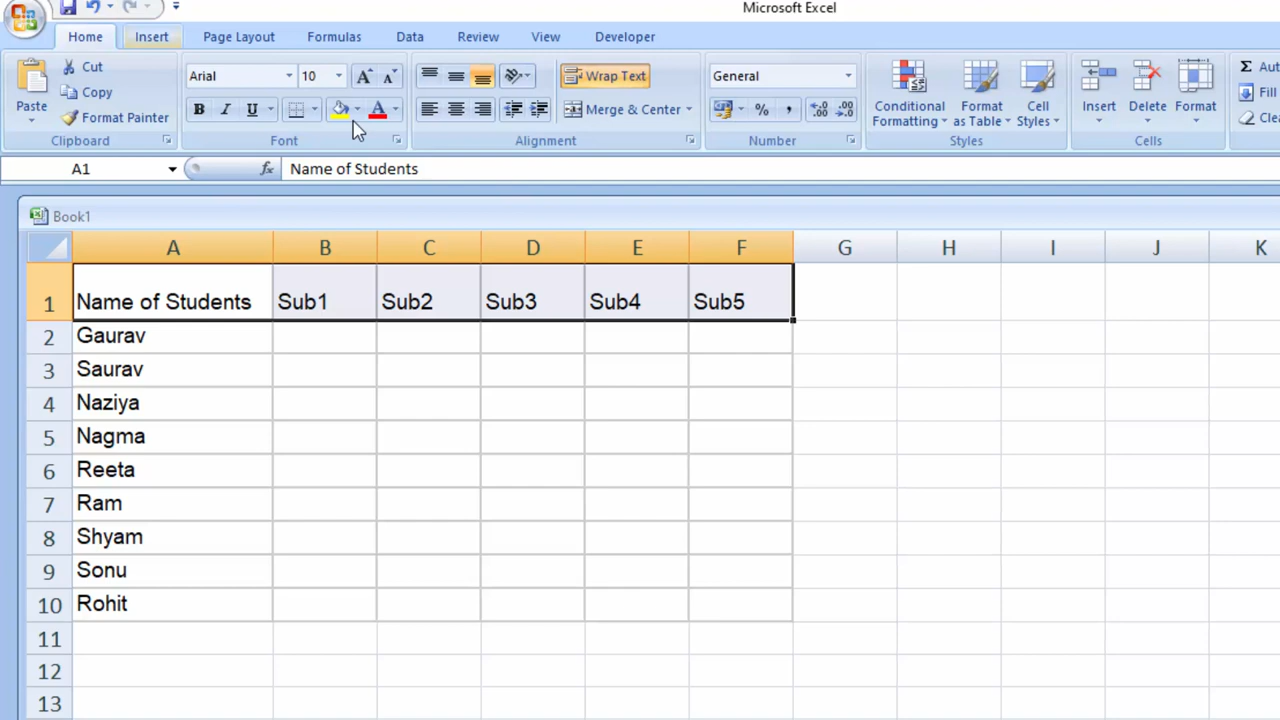 Microsoft Excel
Home Insert Page Layout Formulas Data Review View Developer
Paste
Cut
Copy
Format Painter
Clipboard
Arial 10
B I U A
Font
Wrap Text
Merge & Center
Alignment
General
% ,
Number
Conditional Formatting
Format as Table
Cell Styles
Styles
Insert Delete Format
Cells
Σ Aut
Fill
Clea
A1 fx Name of Students
Book1
A B C D E F G H I J K
1 Name of Students Sub1 Sub2 Sub3 Sub4 Sub5
2 Gaurav
3 Saurav
4 Naziya
5 Nagma
6 Reeta
7 Ram
8 Shyam
9 Sonu
10 Rohit
11
12
13